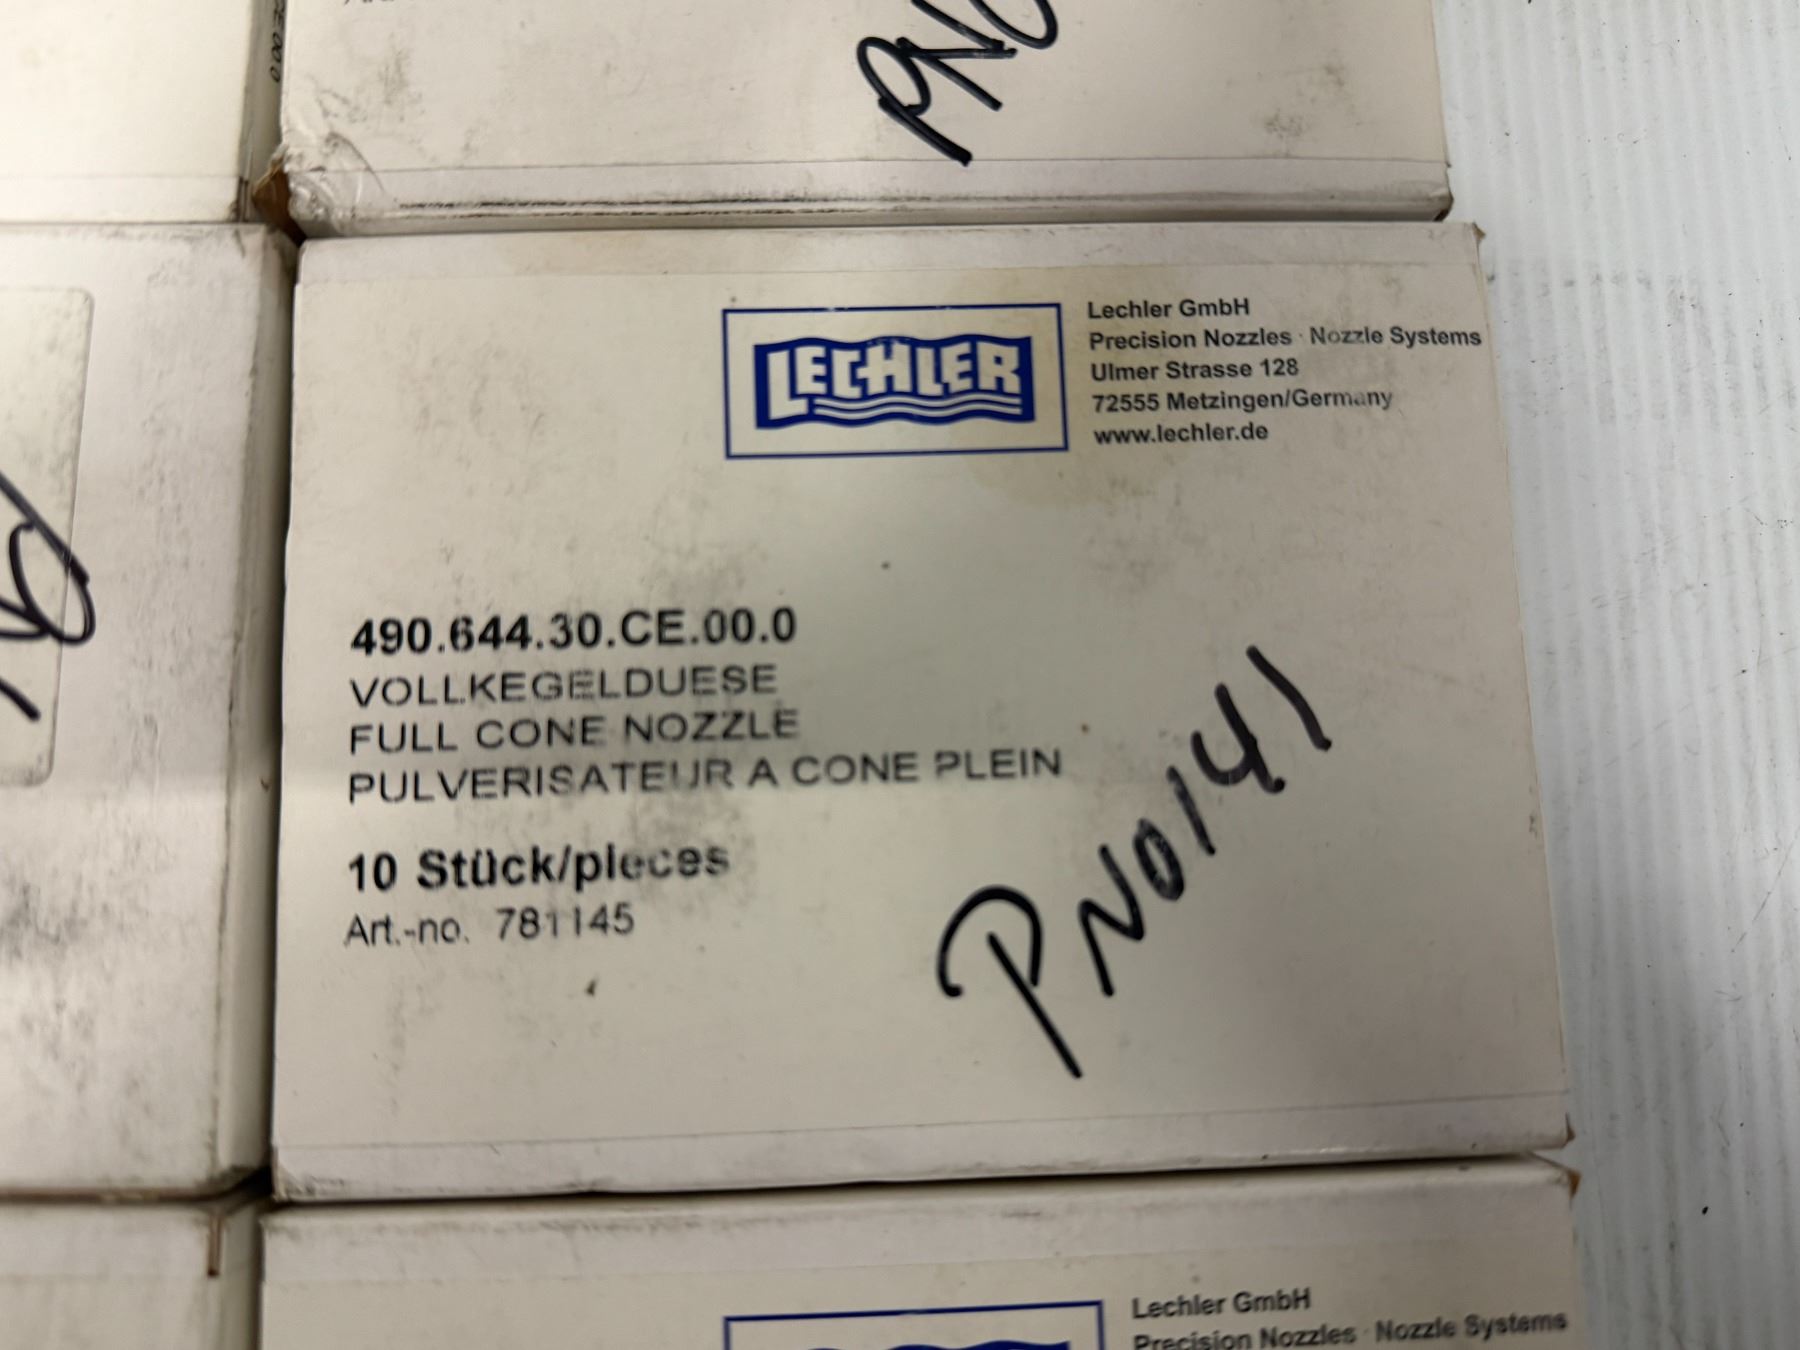 PNO
LECHLER
Lechler GmbH
Precision Nozzles · Nozzle Systems
Ulmer Strasse 128
72555 Metzingen/Germany
www.lechler.de
490.644.30.CE.00.0
VOLLKEGELDUESE
FULL CONE NOZZLE
PULVERISATEUR A CONE PLEIN
10 Stück/pieces
Art.-no. 781145
PNO141
Lechler GmbH
Precision Nozzles · Nozzle Systems